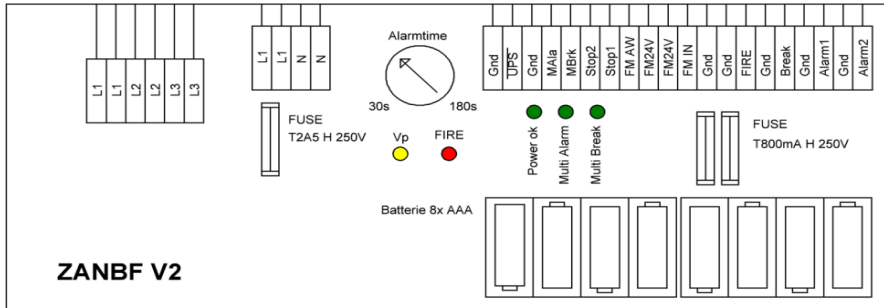 L1
L1
L2
L2
L3
L3
L1
L1
N
N
Alarmtime
30s
180s
FUSE
T2A5 H 250V
Vp
FIRE
Gnd
UPS
Gnd
MAla
MBrk
Stop2
Stop1
FM AW
FM24V
FM24V
FM IN
Gnd
Gnd
FIRE
Gnd
Break
Gnd
Alarm1
Gnd
Alarm2
Power ok
Multi Alarm
Multi Break
FUSE
T800mA H 250V
Batterie 8x AAA
ZANBF V2